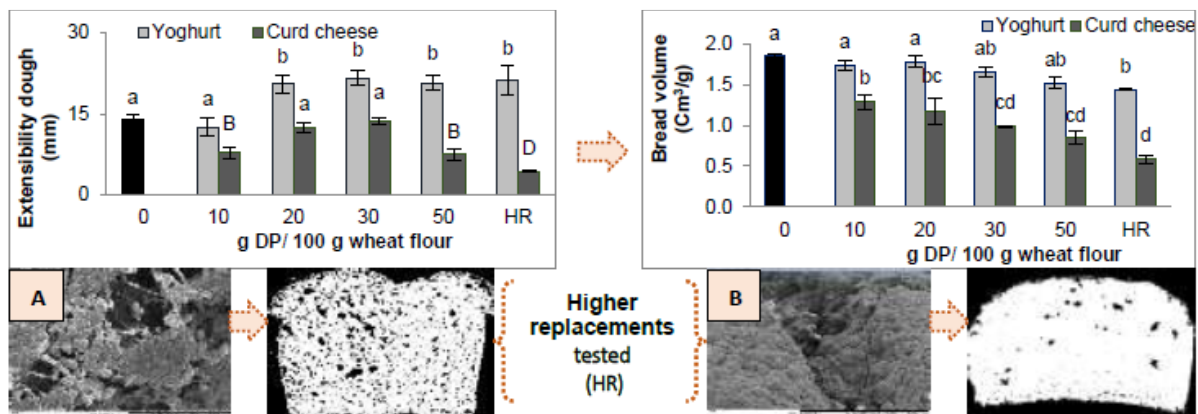 Yoghurt Curd cheese
Extensibility dough
(mm)
30
15
0
a a b b b b
B a a B D
0 10 20 30 50 HR
g DP/ 100 g wheat flour
Yoghurt Curd cheese
Bread volume
(Cm³/g)
2.0
1.5
1.0
0.5
0.0
a a a ab ab b
b bc cd cd d
0 10 20 30 50 HR
g DP/ 100 g wheat flour
A
Higher
replacements
tested
(HR)
B